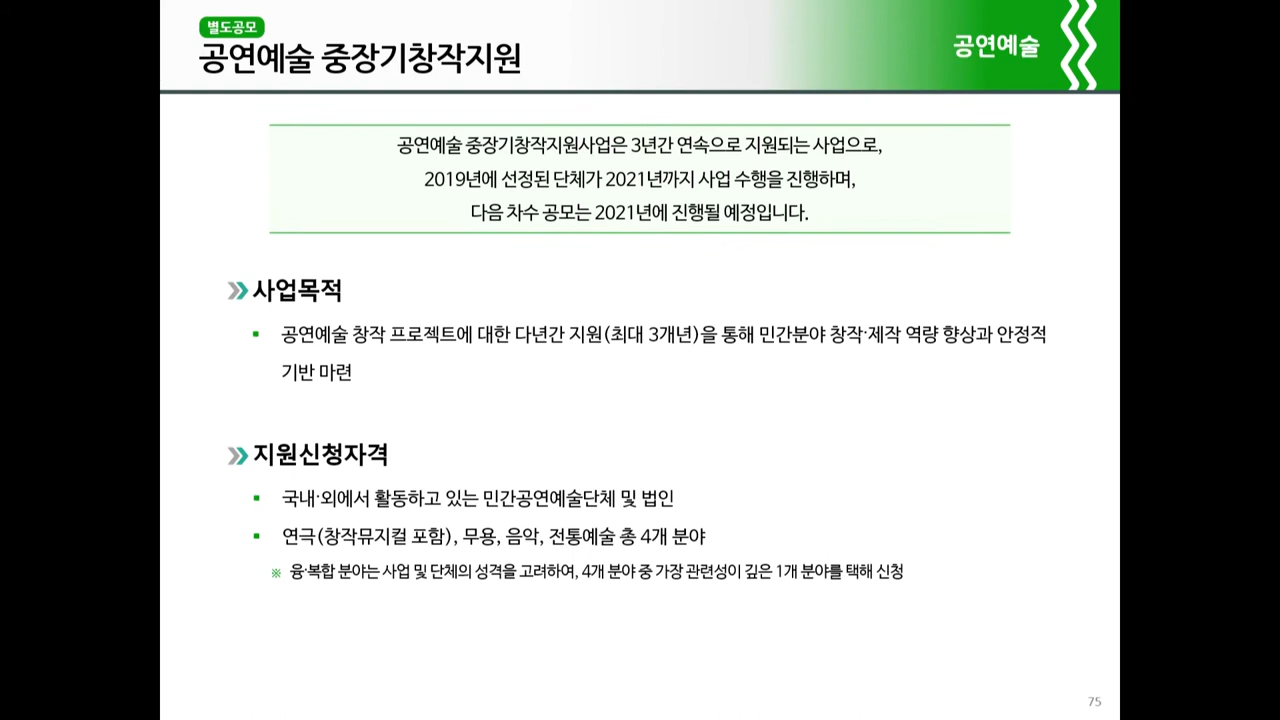 별도공모
공연예술 중장기창작지원
공연예술
공연예술 중장기창작지원사업은 3년간 연속으로 지원되는 사업으로,
2019년에 선정된 단체가 2021년까지 사업 수행을 진행하며,
다음 차수 공모는 2021년에 진행될 예정입니다.
사업목적
▪ 공연예술 창작 프로젝트에 대한 다년간 지원(최대 3개년)을 통해 민간분야 창작·제작 역량 향상과 안정적
기반 마련
지원신청자격
▪ 국내·외에서 활동하고 있는 민간공연예술단체 및 법인
▪ 연극(창작뮤지컬 포함), 무용, 음악, 전통예술 총 4개 분야
※ 융·복합 분야는 사업 및 단체의 성격을 고려하여, 4개 분야 중 가장 관련성이 깊은 1개 분야를 택해 신청
75